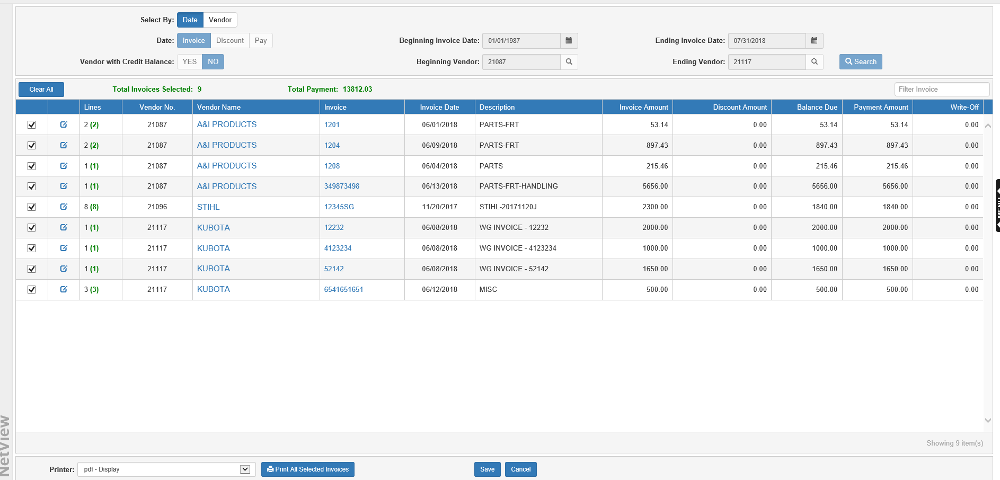 Select By: Date Vendor
Date: Invoice Discount Pay Beginning Invoice Date: 01/01/1987 Ending Invoice Date: 07/31/2018
Vendor with Credit Balance: YES NO Beginning Vendor: 21087 Ending Vendor: 21117 Search
Clear All Total Invoices Selected: 9 Total Payment: 13812.03 Filter Invoice
Lines Vendor No. Vendor Name Invoice Invoice Date Description Invoice Amount Discount Amount Balance Due Payment Amount Write-Off
2 (2) 21087 A&I PRODUCTS 1201 06/01/2018 PARTS-FRT 53.14 0.00 53.14 53.14 0.00
2 (2) 21087 A&I PRODUCTS 1204 06/09/2018 PARTS-FRT 897.43 0.00 897.43 897.43 0.00
1 (1) 21087 A&I PRODUCTS 1208 06/04/2018 PARTS 215.46 0.00 215.46 215.46 0.00
1 (1) 21087 A&I PRODUCTS 349873498 06/13/2018 PARTS-FRT-HANDLING 5656.00 0.00 5656.00 5656.00 0.00
8 (8) 21096 STIHL 12345SG 11/20/2017 STIHL-20171120J 2300.00 0.00 1840.00 1840.00 0.00
1 (1) 21117 KUBOTA 12232 06/08/2018 WG INVOICE - 12232 2000.00 0.00 2000.00 2000.00 0.00
1 (1) 21117 KUBOTA 4123234 06/08/2018 WG INVOICE - 4123234 1000.00 0.00 1000.00 1000.00 0.00
1 (1) 21117 KUBOTA 52142 06/08/2018 WG INVOICE - 52142 1650.00 0.00 1650.00 1650.00 0.00
3 (3) 21117 KUBOTA 6541651651 06/12/2018 MISC 500.00 0.00 500.00 500.00 0.00
MENU
Showing 9 item(s)
NetView
Printer: pdf - Display Print All Selected Invoices Save Cancel